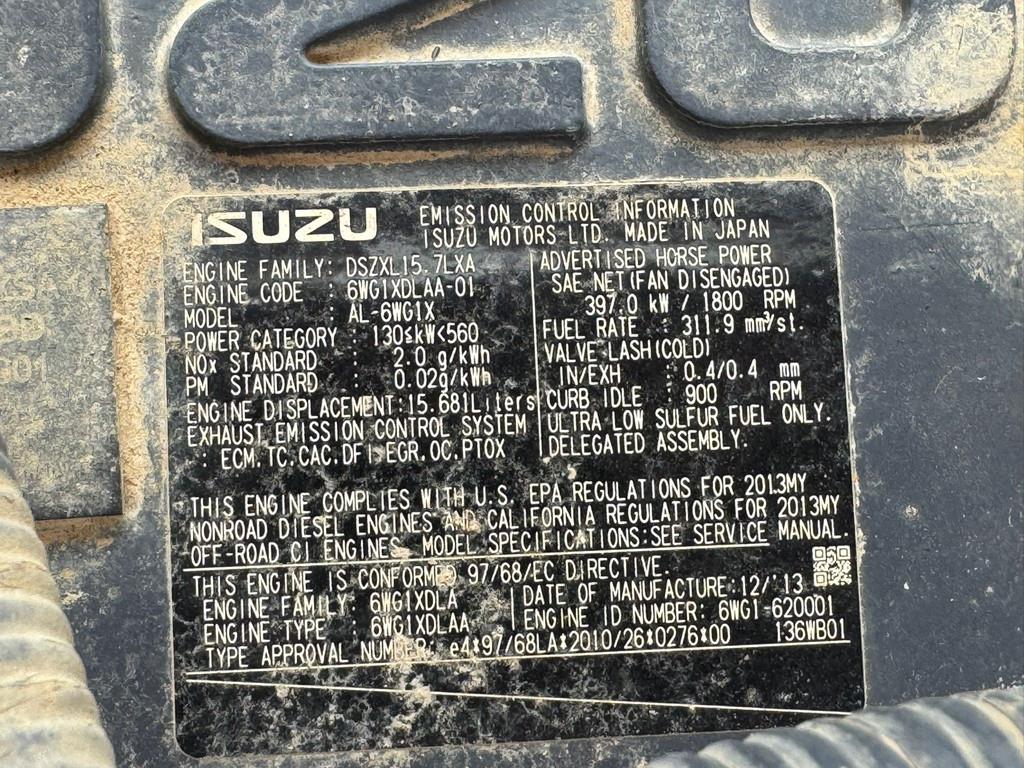 ISUZU
EMISSION CONTROL INFORMATION
ISUZU MOTORS LTD. MADE IN JAPAN
ENGINE FAMILY: DSZXL15.7LXA
ENGINE CODE : 6WG1XDLAA-01
MODEL : AL-6WG1X
POWER CATEGORY : 130≤kW<560
NOx STANDARD : 2.0 g/kWh
PM STANDARD : 0.02g/kWh
ENGINE DISPLACEMENT:15.681Liters
EXHAUST EMISSION CONTROL SYSTEM
: ECM.TC.CAC.DFI.EGR.OC.PTOX
ADVERTISED HORSE POWER
SAE NET(FAN DISENGAGED)
397.0 kW / 1800 RPM
FUEL RATE : 311.9 mm³/st.
VALVE LASH(COLD)
IN/EXH : 0.4/0.4 mm
CURB IDLE : 900 RPM
ULTRA LOW SULFUR FUEL ONLY.
DELEGATED ASSEMBLY.
THIS ENGINE COMPLIES WITH U.S. EPA REGULATIONS FOR 2013MY
NONROAD DIESEL ENGINES AND CALIFORNIA REGULATIONS FOR 2013MY
OFF-ROAD CI ENGINES. MODEL SPECIFICATIONS:SEE SERVICE MANUAL.
THIS ENGINE IS CONFORMED 97/68/EC DIRECTIVE.
ENGINE FAMILY: 6WG1XDLA
ENGINE TYPE : 6WG1XDLAA
DATE OF MANUFACTURE:12/'13
ENGINE ID NUMBER: 6WG1-620001
TYPE APPROVAL NUMBER: e4*97/68LA*2010/26*0276*00
136WB01